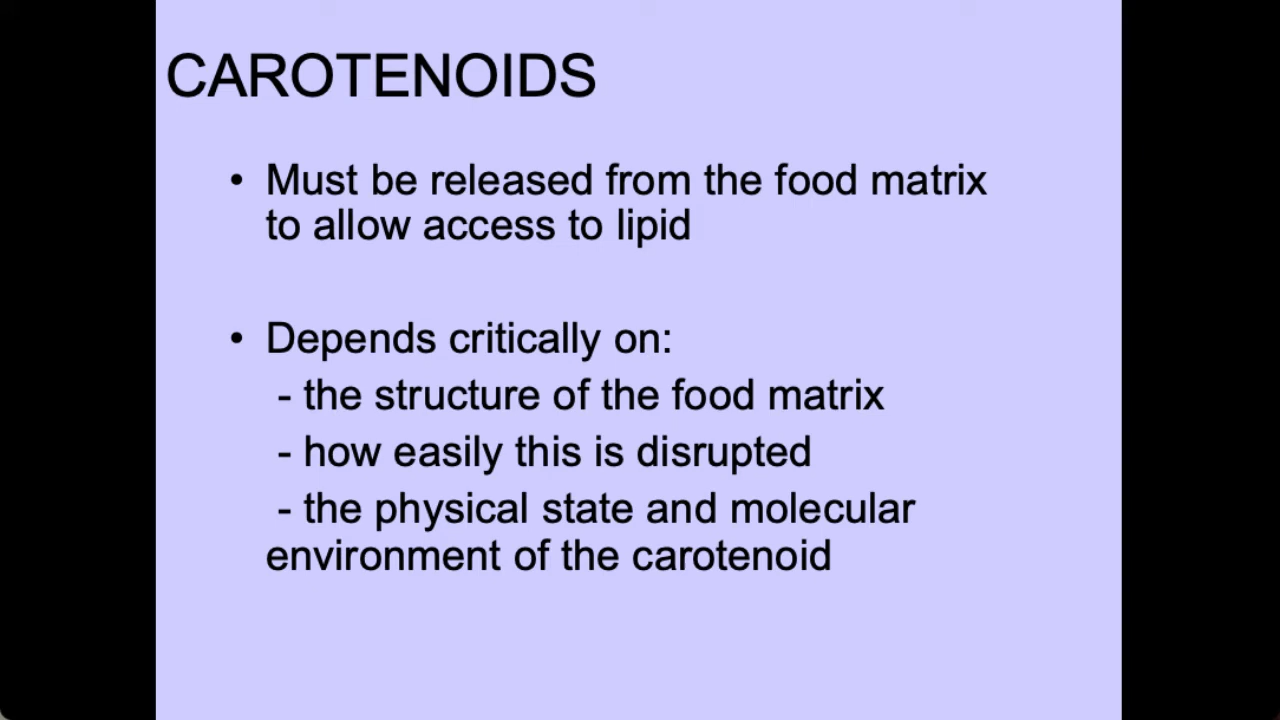 CAROTENOIDS
• Must be released from the food matrix
to allow access to lipid
• Depends critically on:
- the structure of the food matrix
- how easily this is disrupted
- the physical state and molecular
environment of the carotenoid